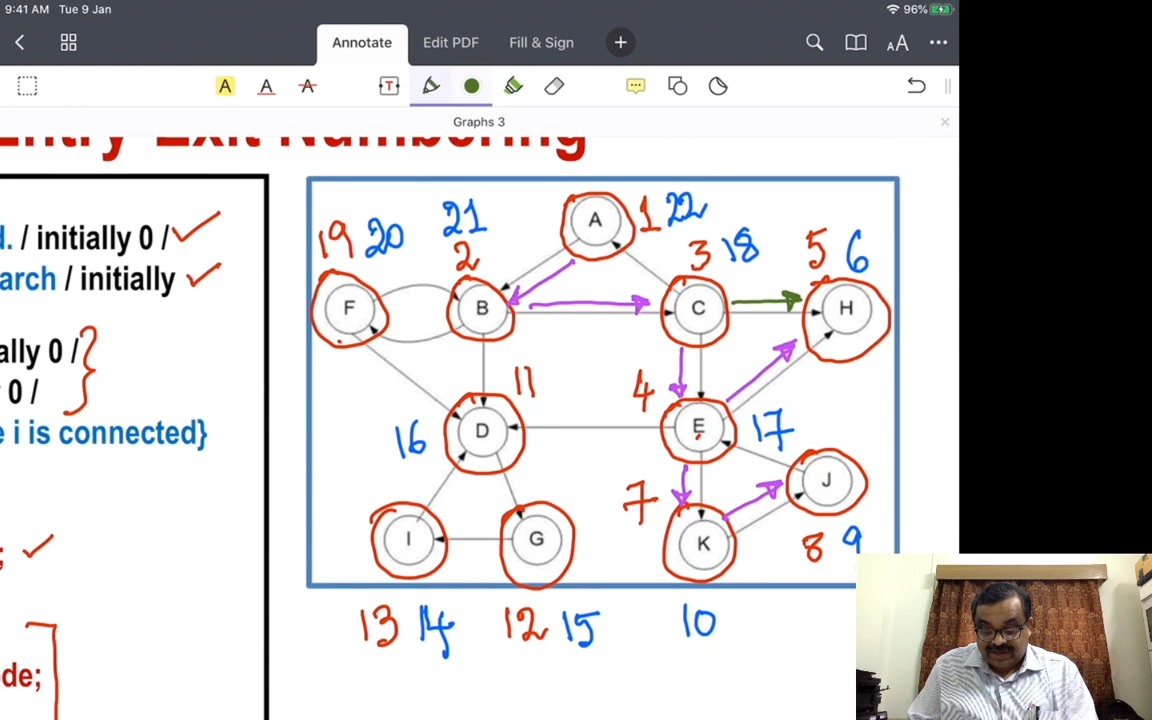 9:41 AM Tue 9 Jan 96%
Annotate Edit PDF Fill & Sign
AA
A A A T
Graphs 3
Entry Exit Numbering
d. / initially 0 /
arch / initially
ally 0 /
0 /
e i is connected}
;
de;
A 1 22
19 20 21 2 3 18 5 6
F B C H
11 4
D E 17
16
J
7
I G K
8 9
13 14 12 15 10